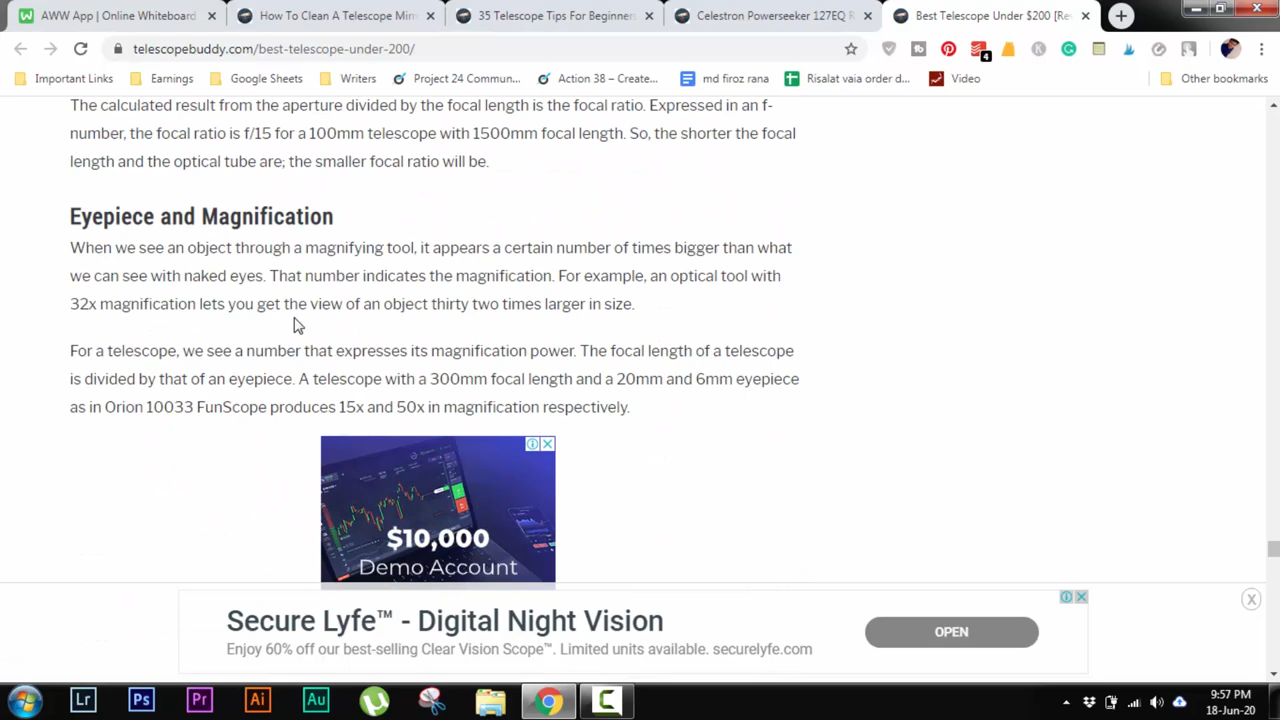 AWW App | Online Whiteboard
How To Clean A Telescope Mirr
35 Telescope Tips For Beginners
Celestron Powerseeker 127EQ R
Best Telescope Under $200 [Re
telescopebuddy.com/best-telescope-under-200/
4
Important Links
Earnings
Google Sheets
Writers
Project 24 Commun...
Action 38 – Create...
md firoz rana
Risalat vaia order d...
Video
Other bookmarks
The calculated result from the aperture divided by the focal length is the focal ratio. Expressed in an f-
number, the focal ratio is f/15 for a 100mm telescope with 1500mm focal length. So, the shorter the focal
length and the optical tube are; the smaller focal ratio will be.
Eyepiece and Magnification
When we see an object through a magnifying tool, it appears a certain number of times bigger than what
we can see with naked eyes. That number indicates the magnification. For example, an optical tool with
32x magnification lets you get the view of an object thirty two times larger in size.
For a telescope, we see a number that expresses its magnification power. The focal length of a telescope
is divided by that of an eyepiece. A telescope with a 300mm focal length and a 20mm and 6mm eyepiece
as in Orion 10033 FunScope produces 15x and 50x in magnification respectively.
$10,000
Demo Account
Secure Lyfe™ - Digital Night Vision
Enjoy 60% off our best-selling Clear Vision Scope™. Limited units available. securelyfe.com
OPEN
Lr
Ps
Pr
Ai
Au
9:57 PM
18-Jun-20